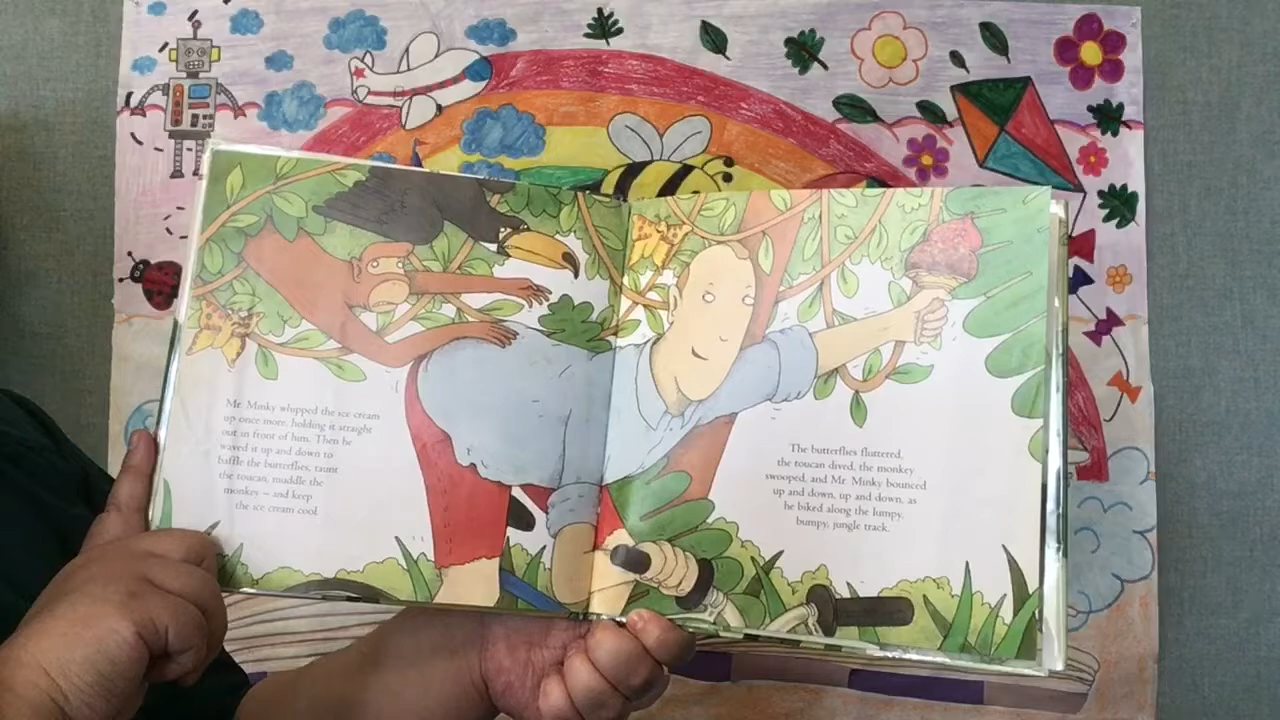 Mr. Minky whipped the ice cream
up once more, holding it straight
out in front of him. Then he
waved it up and down to
baffle the butterflies, taunt
the toucan, muddle the
monkey – and keep
the ice cream cool.
The butterflies fluttered,
the toucan dived, the monkey
swooped, and Mr. Minky bounced
up and down, up and down, as
he biked along the lumpy,
bumpy, jungle track.